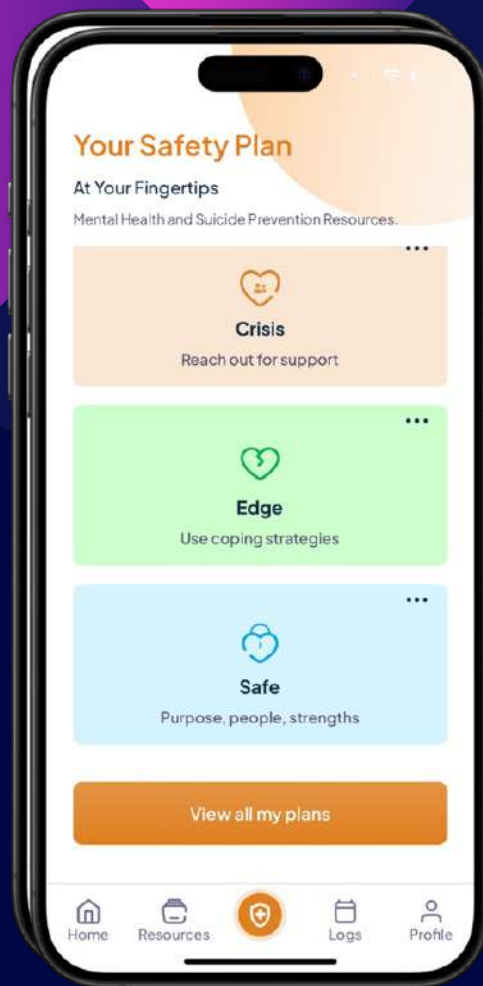 Your Safety Plan
At Your Fingertips
Mental Health and Suicide Prevention Resources.
Crisis
Reach out for support
Edge
Use coping strategies
Safe
Purpose, people, strengths
View all my plans
Home Resources Logs Profile